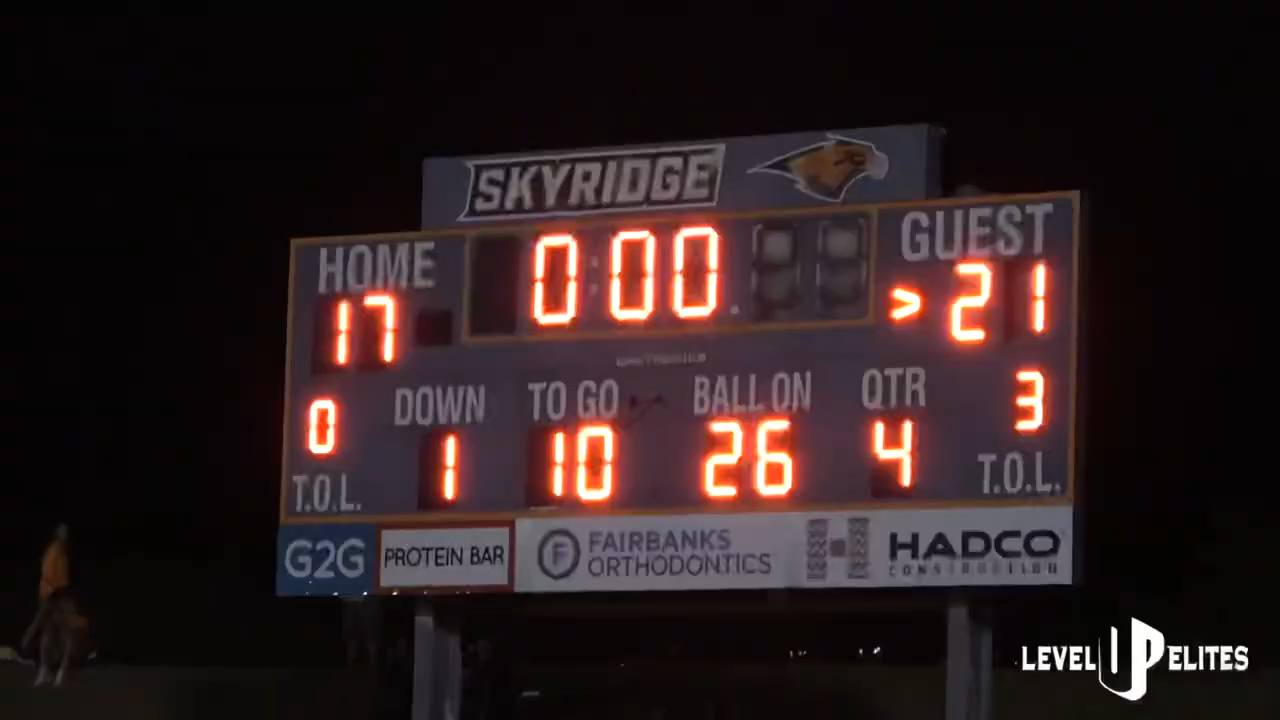 SKYRIDGE
HOME
0:00.
GUEST
17
> 21
DOWN
TO GO
BALL ON
QTR
0
1
10
26
4
3
T.O.L.
T.O.L.
G2G
PROTEIN BAR
F
FAIRBANKS
ORTHODONTICS
H
HADCO
CONSTRUCTION
LEVEL UP ELITES